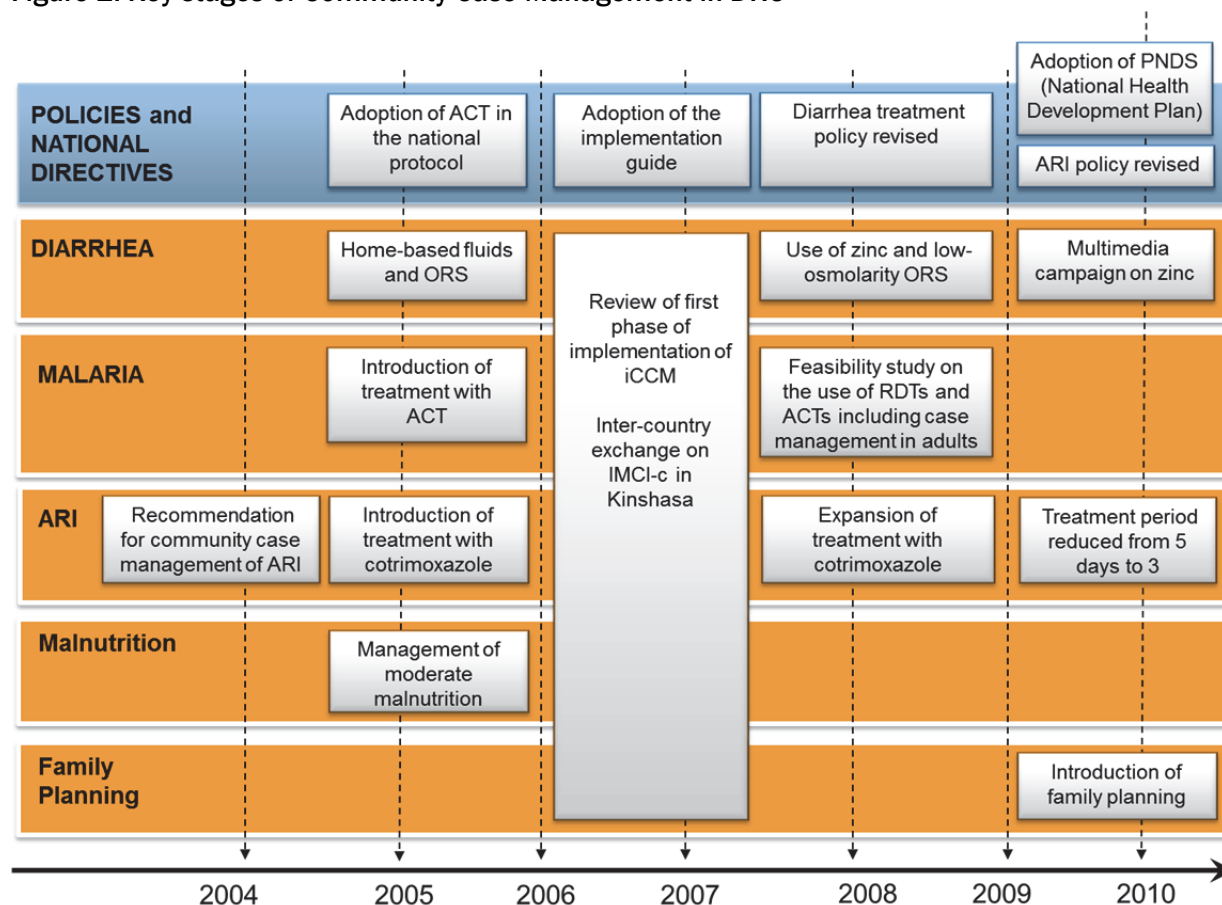 POLICIES and
NATIONAL
DIRECTIVES
Adoption of ACT in
the national
protocol
Adoption of the
implementation
guide
Diarrhea treatment
policy revised
Adoption of PNDS
(National Health
Development Plan)
ARI policy revised
DIARRHEA
Home-based fluids
and ORS
Use of zinc and low-
osmolarity ORS
Multimedia
campaign on zinc
Review of first
phase of
implementation of
iCCM
Inter-country
exchange on
IMCI-c in
Kinshasa
MALARIA
Introduction of
treatment with
ACT
Feasibility study on
the use of RDTs and
ACTs including case
management in adults
ARI
Recommendation
for community case
management of ARI
Introduction of
treatment with
cotrimoxazole
Expansion of
treatment with
cotrimoxazole
Treatment period
reduced from 5
days to 3
Malnutrition
Management of
moderate
malnutrition
Family
Planning
Introduction of
family planning
2004 2005 2006 2007 2008 2009 2010